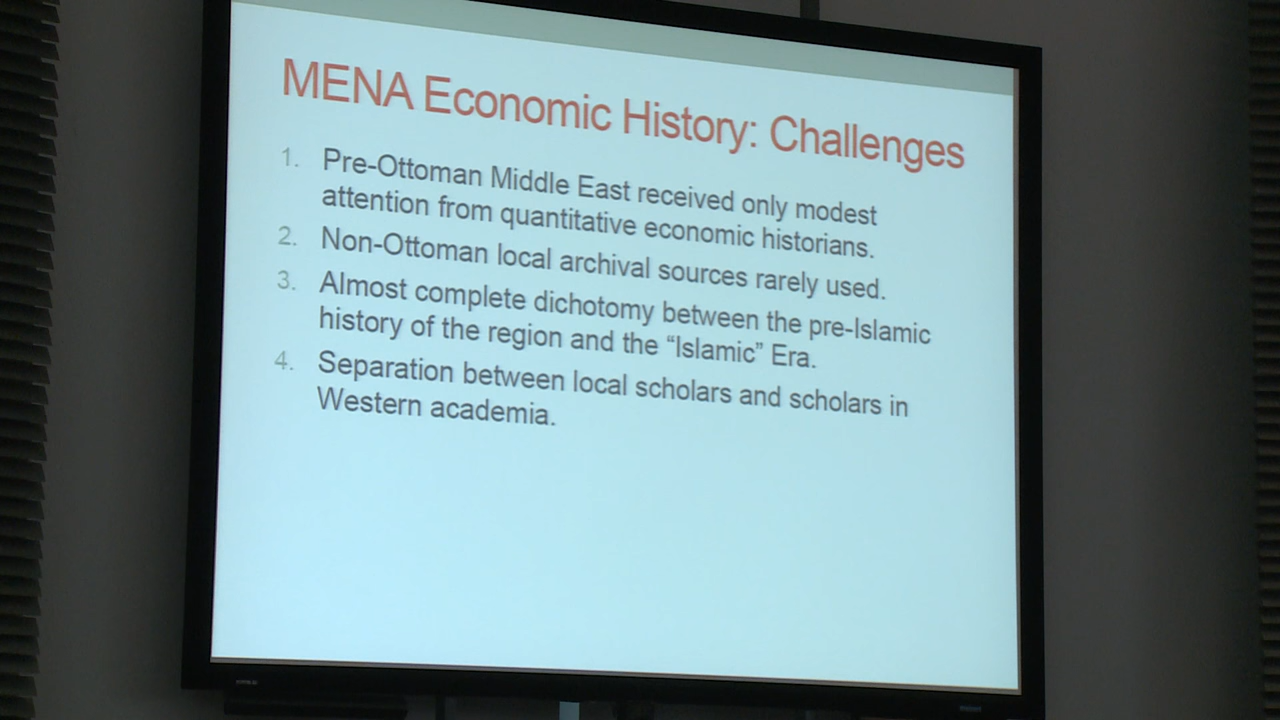 MENA Economic History: Challenges
1. Pre-Ottoman Middle East received only modest
attention from quantitative economic historians.
2. Non-Ottoman local archival sources rarely used.
3. Almost complete dichotomy between the pre-Islamic
history of the region and the “Islamic” Era.
4. Separation between local scholars and scholars in
Western academia.